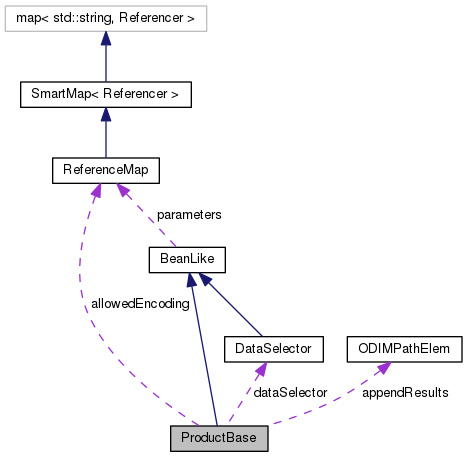 map< std::string, Referencer >
SmartMap< Referencer >
ReferenceMap
parameters
BeanLike
allowedEncoding
DataSelector
ODIMPathElem
dataSelector
appendResults
ProductBase